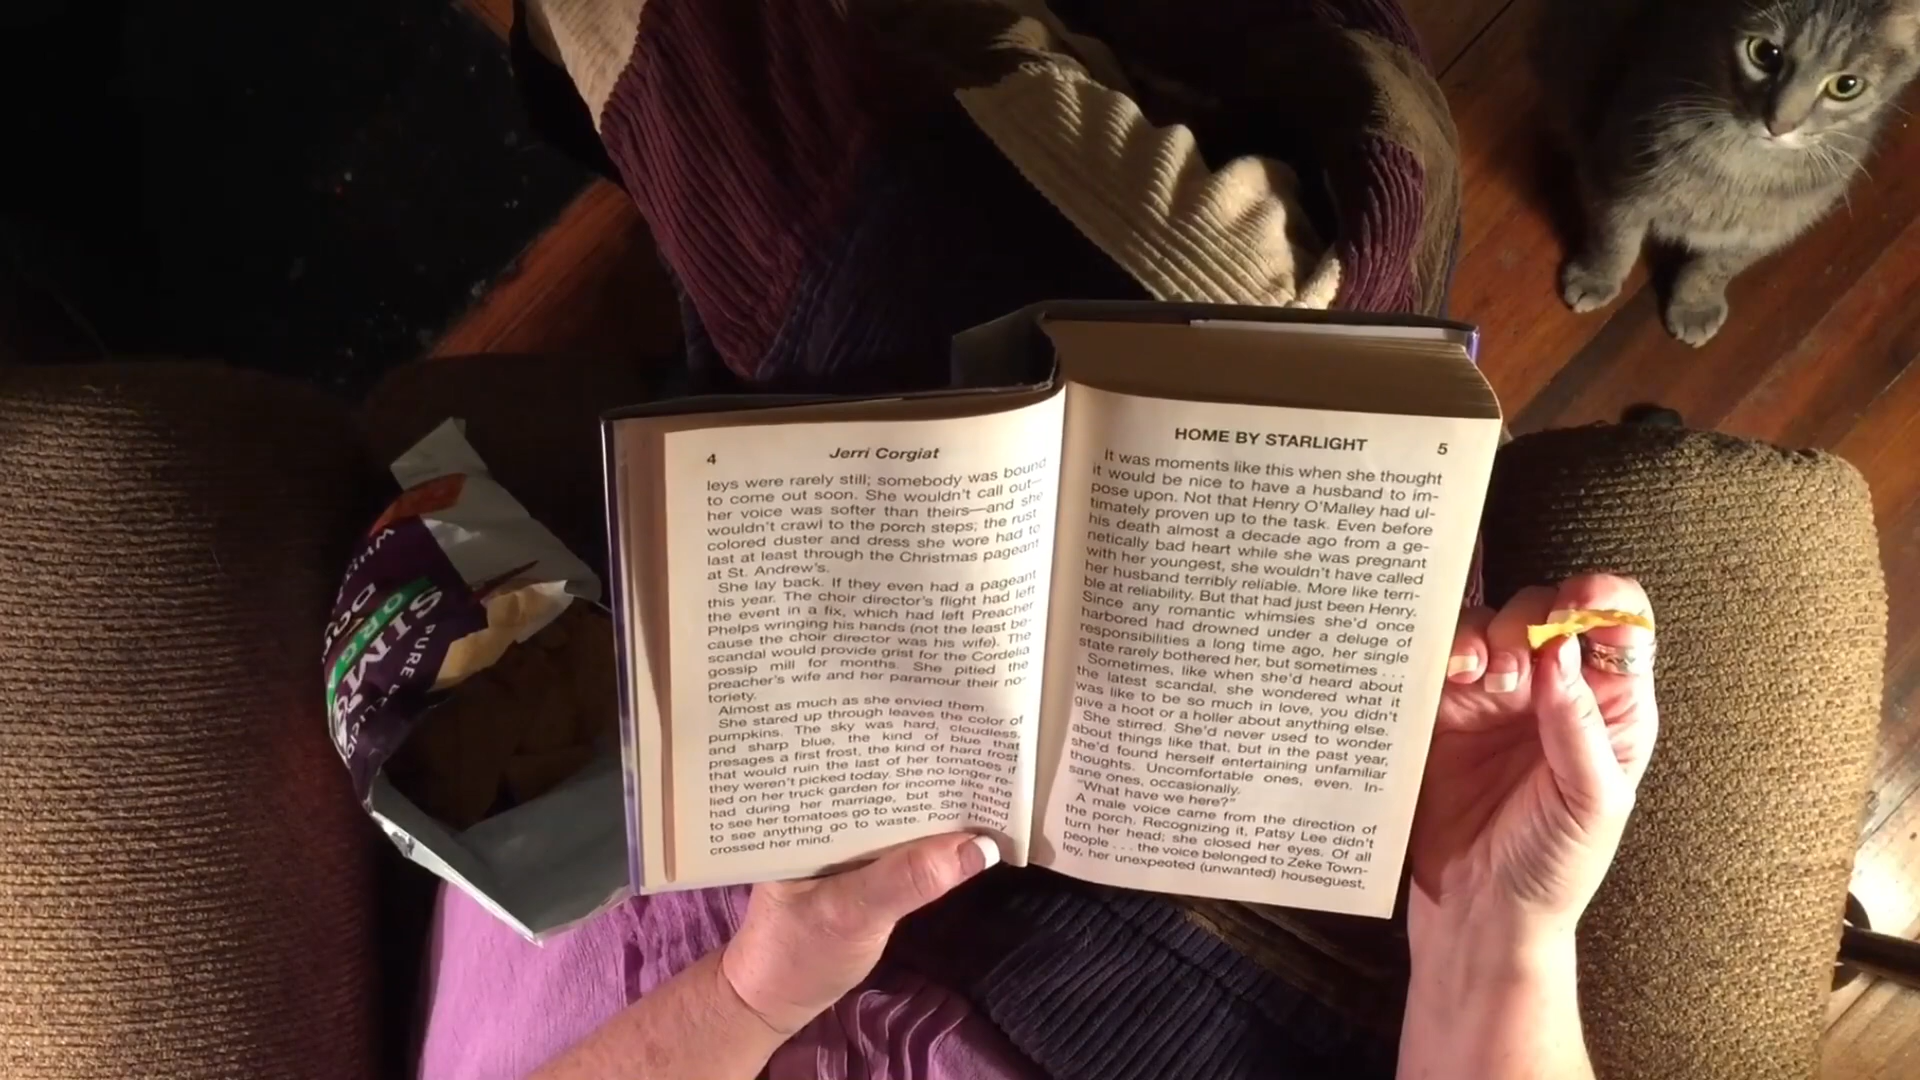 4 Jerri Corgiat
leys were rarely still; somebody was bound
to come out soon. She wouldn't call out—
her voice was softer than theirs—and she
wouldn't crawl to the porch steps; the rust
colored duster and dress she wore had to
last at least through the Christmas pageant
at St. Andrew's.
She lay back. If they even had a pageant
this year. The choir director's flight had left
the event in a fix, which had left Preacher
Phelps wringing his hands (not the least be-
cause the choir director was his wife). The
scandal would provide grist for the Cordelia
gossip mill for months. She pitied the
preacher's wife and her paramour their no-
toriety.
Almost as much as she envied them.
She stared up through leaves the color of
pumpkins. The sky was hard, cloudless,
and sharp blue, the kind of blue that
presages a first frost, the kind of hard frost
that would ruin the last of her tomatoes if
they weren't picked today. She no longer re-
lied on her truck garden for income like she
had during her marriage, but she hated
to see her tomatoes go to waste. She hated
to see anything go to waste. Poor Henry
crossed her mind.
HOME BY STARLIGHT 5
It was moments like this when she thought
it would be nice to have a husband to im-
pose upon. Not that Henry O'Malley had ul-
timately proven up to the task. Even before
his death almost a decade ago from a ge-
netically bad heart while she was pregnant
with her youngest, she wouldn't have called
her husband terribly reliable. More like terri-
ble at reliability. But that had just been Henry.
Since any romantic whimsies she'd once
harbored had drowned under a deluge of
responsibilities a long time ago, her single
state rarely bothered her, but sometimes . . .
Sometimes, like when she'd heard about
the latest scandal, she wondered what it
was like to be so much in love, you didn't
give a hoot or a holler about anything else.
She stirred. She'd never used to wonder
about things like that, but in the past year,
she'd found herself entertaining unfamiliar
thoughts. Uncomfortable ones, even. In-
sane ones, occasionally.
"What have we here?"
A male voice came from the direction of
the porch. Recognizing it, Patsy Lee didn't
turn her head; she closed her eyes. Of all
people . . . the voice belonged to Zeke Town-
ley, her unexpected (unwanted) houseguest,
PURE